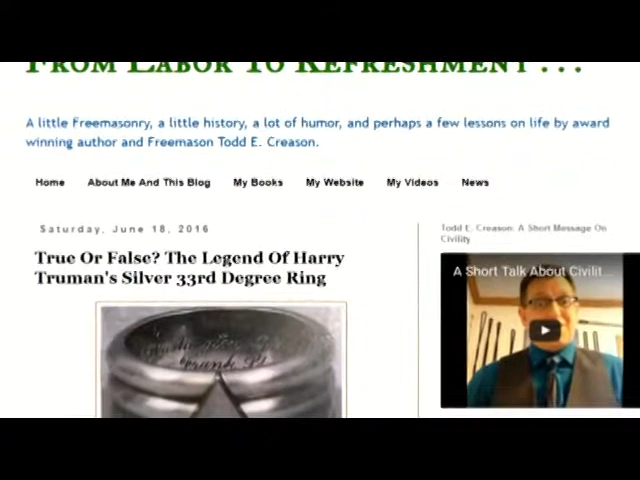 From Labor To Refreshment . . .
A little Freemasonry, a little history, a lot of humor, and perhaps a few lessons on life by award
winning author and Freemason Todd E. Creason.
Home About Me And This Blog My Books My Website My Videos News
Saturday, June 18, 2016
True Or False? The Legend Of Harry
Truman's Silver 33rd Degree Ring
Todd E. Creason: A Short Message On
Civility
A Short Talk About Civilit...